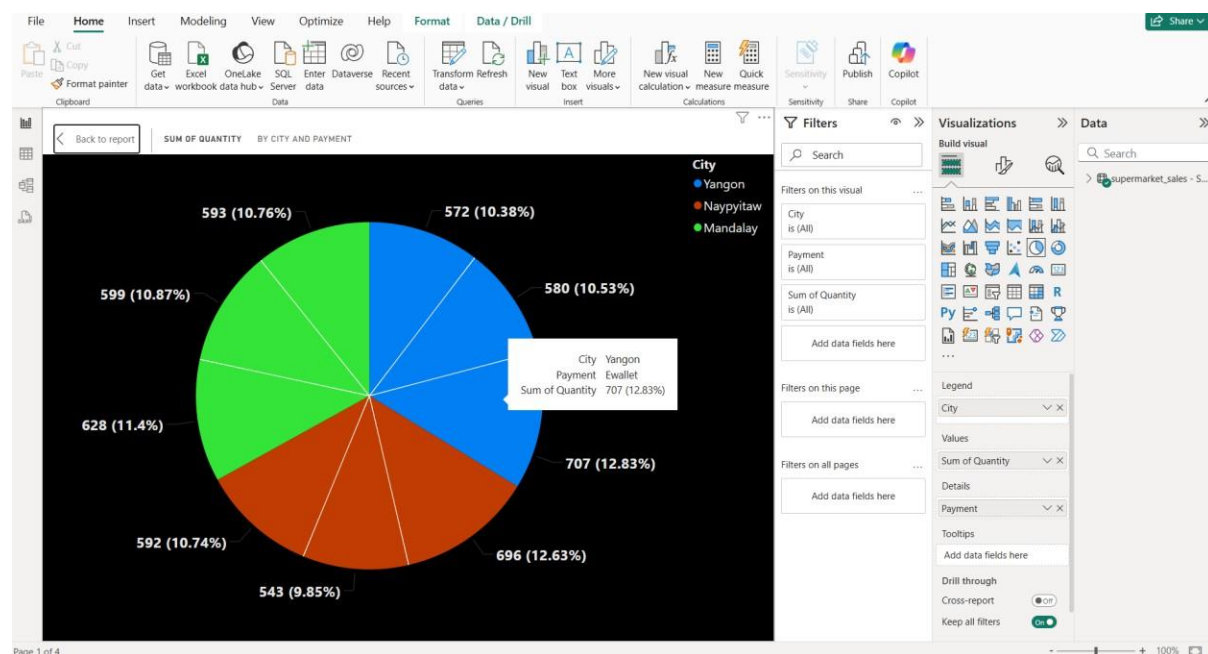 File Home Insert Modeling View Optimize Help Format Data / Drill Share
Paste
Cut
Copy
Format painter
Clipboard
Get data
Excel workbook
OneLake data hub
SQL Server
Enter data
Dataverse
Recent sources
Data
Transform data
Refresh
Queries
New visual
Text box
More visuals
Insert
New visual calculation
New measure
Quick measure
Calculations
Sensitivity
Sensitivity
Publish
Share
Copilot
Copilot
Back to report
SUM OF QUANTITY BY CITY AND PAYMENT
City
Yangon
Naypyitaw
Mandalay
593 (10.76%)
572 (10.38%)
599 (10.87%)
580 (10.53%)
City Yangon
Payment Ewallet
Sum of Quantity 707 (12.83%)
628 (11.4%)
707 (12.83%)
592 (10.74%)
696 (12.63%)
543 (9.85%)
Filters
Search
Filters on this visual ...
City
is (All)
Payment
is (All)
Sum of Quantity
is (All)
Add data fields here
Filters on this page ...
Add data fields here
Filters on all pages ...
Add data fields here
Visualizations
Build visual
R
Py
...
Legend
City
Values
Sum of Quantity
Details
Payment
Tooltips
Add data fields here
Drill through
Cross-report Off
Keep all filters On
Data
Search
supermarket_sales - S...
Page 1 of 4
- + 100%